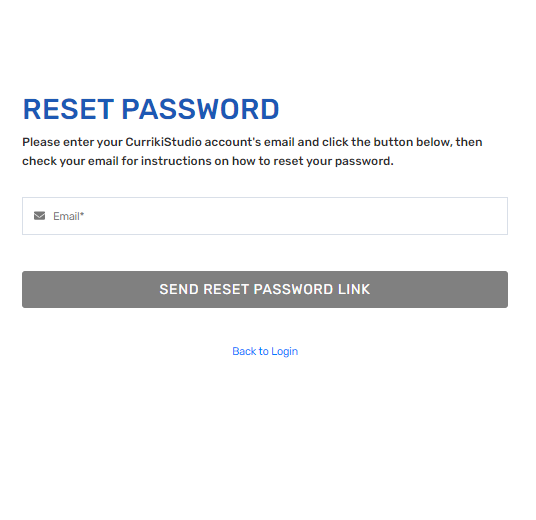 RESET PASSWORD
Please enter your CurrikiStudio account's email and click the button below, then
check your email for instructions on how to reset your password.
Email*
SEND RESET PASSWORD LINK
Back to Login